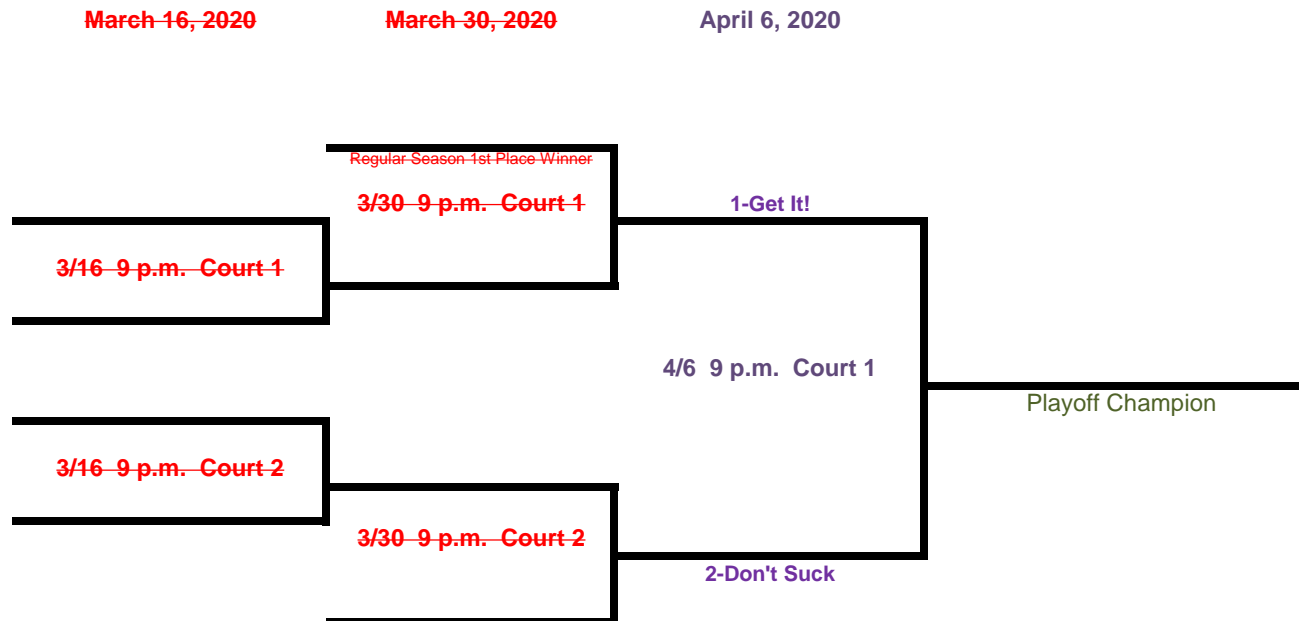 March 16, 2020 March 30, 2020 April 6, 2020
Regular Season 1st Place Winner
3/30 9 p.m. Court 1
1-Get It!
3/16 9 p.m. Court 1
4/6 9 p.m. Court 1
Playoff Champion
3/16 9 p.m. Court 2
3/30 9 p.m. Court 2
2-Don't Suck